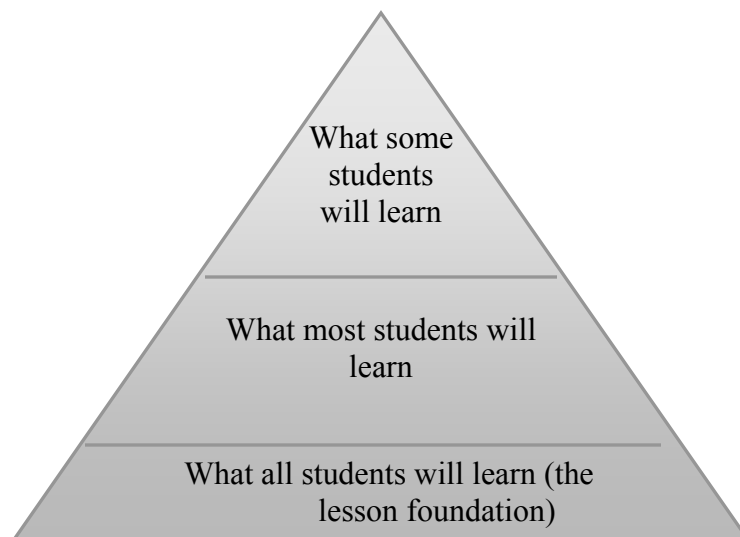 What some
students
will learn
What most students will
learn
What all students will learn (the
lesson foundation)